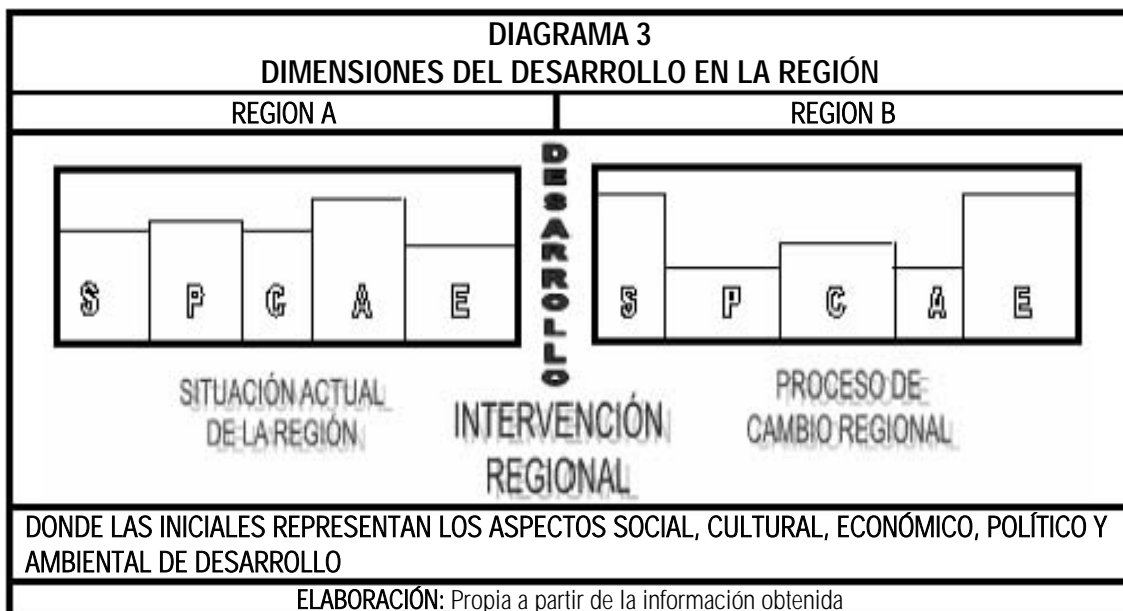 DIAGRAMA 3
DIMENSIONES DEL DESARROLLO EN LA REGIÓN
REGION A
REGION B
S P C A E
DESARROLLO
S P C A E
SITUACIÓN ACTUAL
DE LA REGIÓN
INTERVENCIÓN
REGIONAL
PROCESO DE
CAMBIO REGIONAL
DONDE LAS INICIALES REPRESENTAN LOS ASPECTOS SOCIAL, CULTURAL, ECONÓMICO, POLÍTICO Y
AMBIENTAL DE DESARROLLO
ELABORACIÓN: Propia a partir de la información obtenida